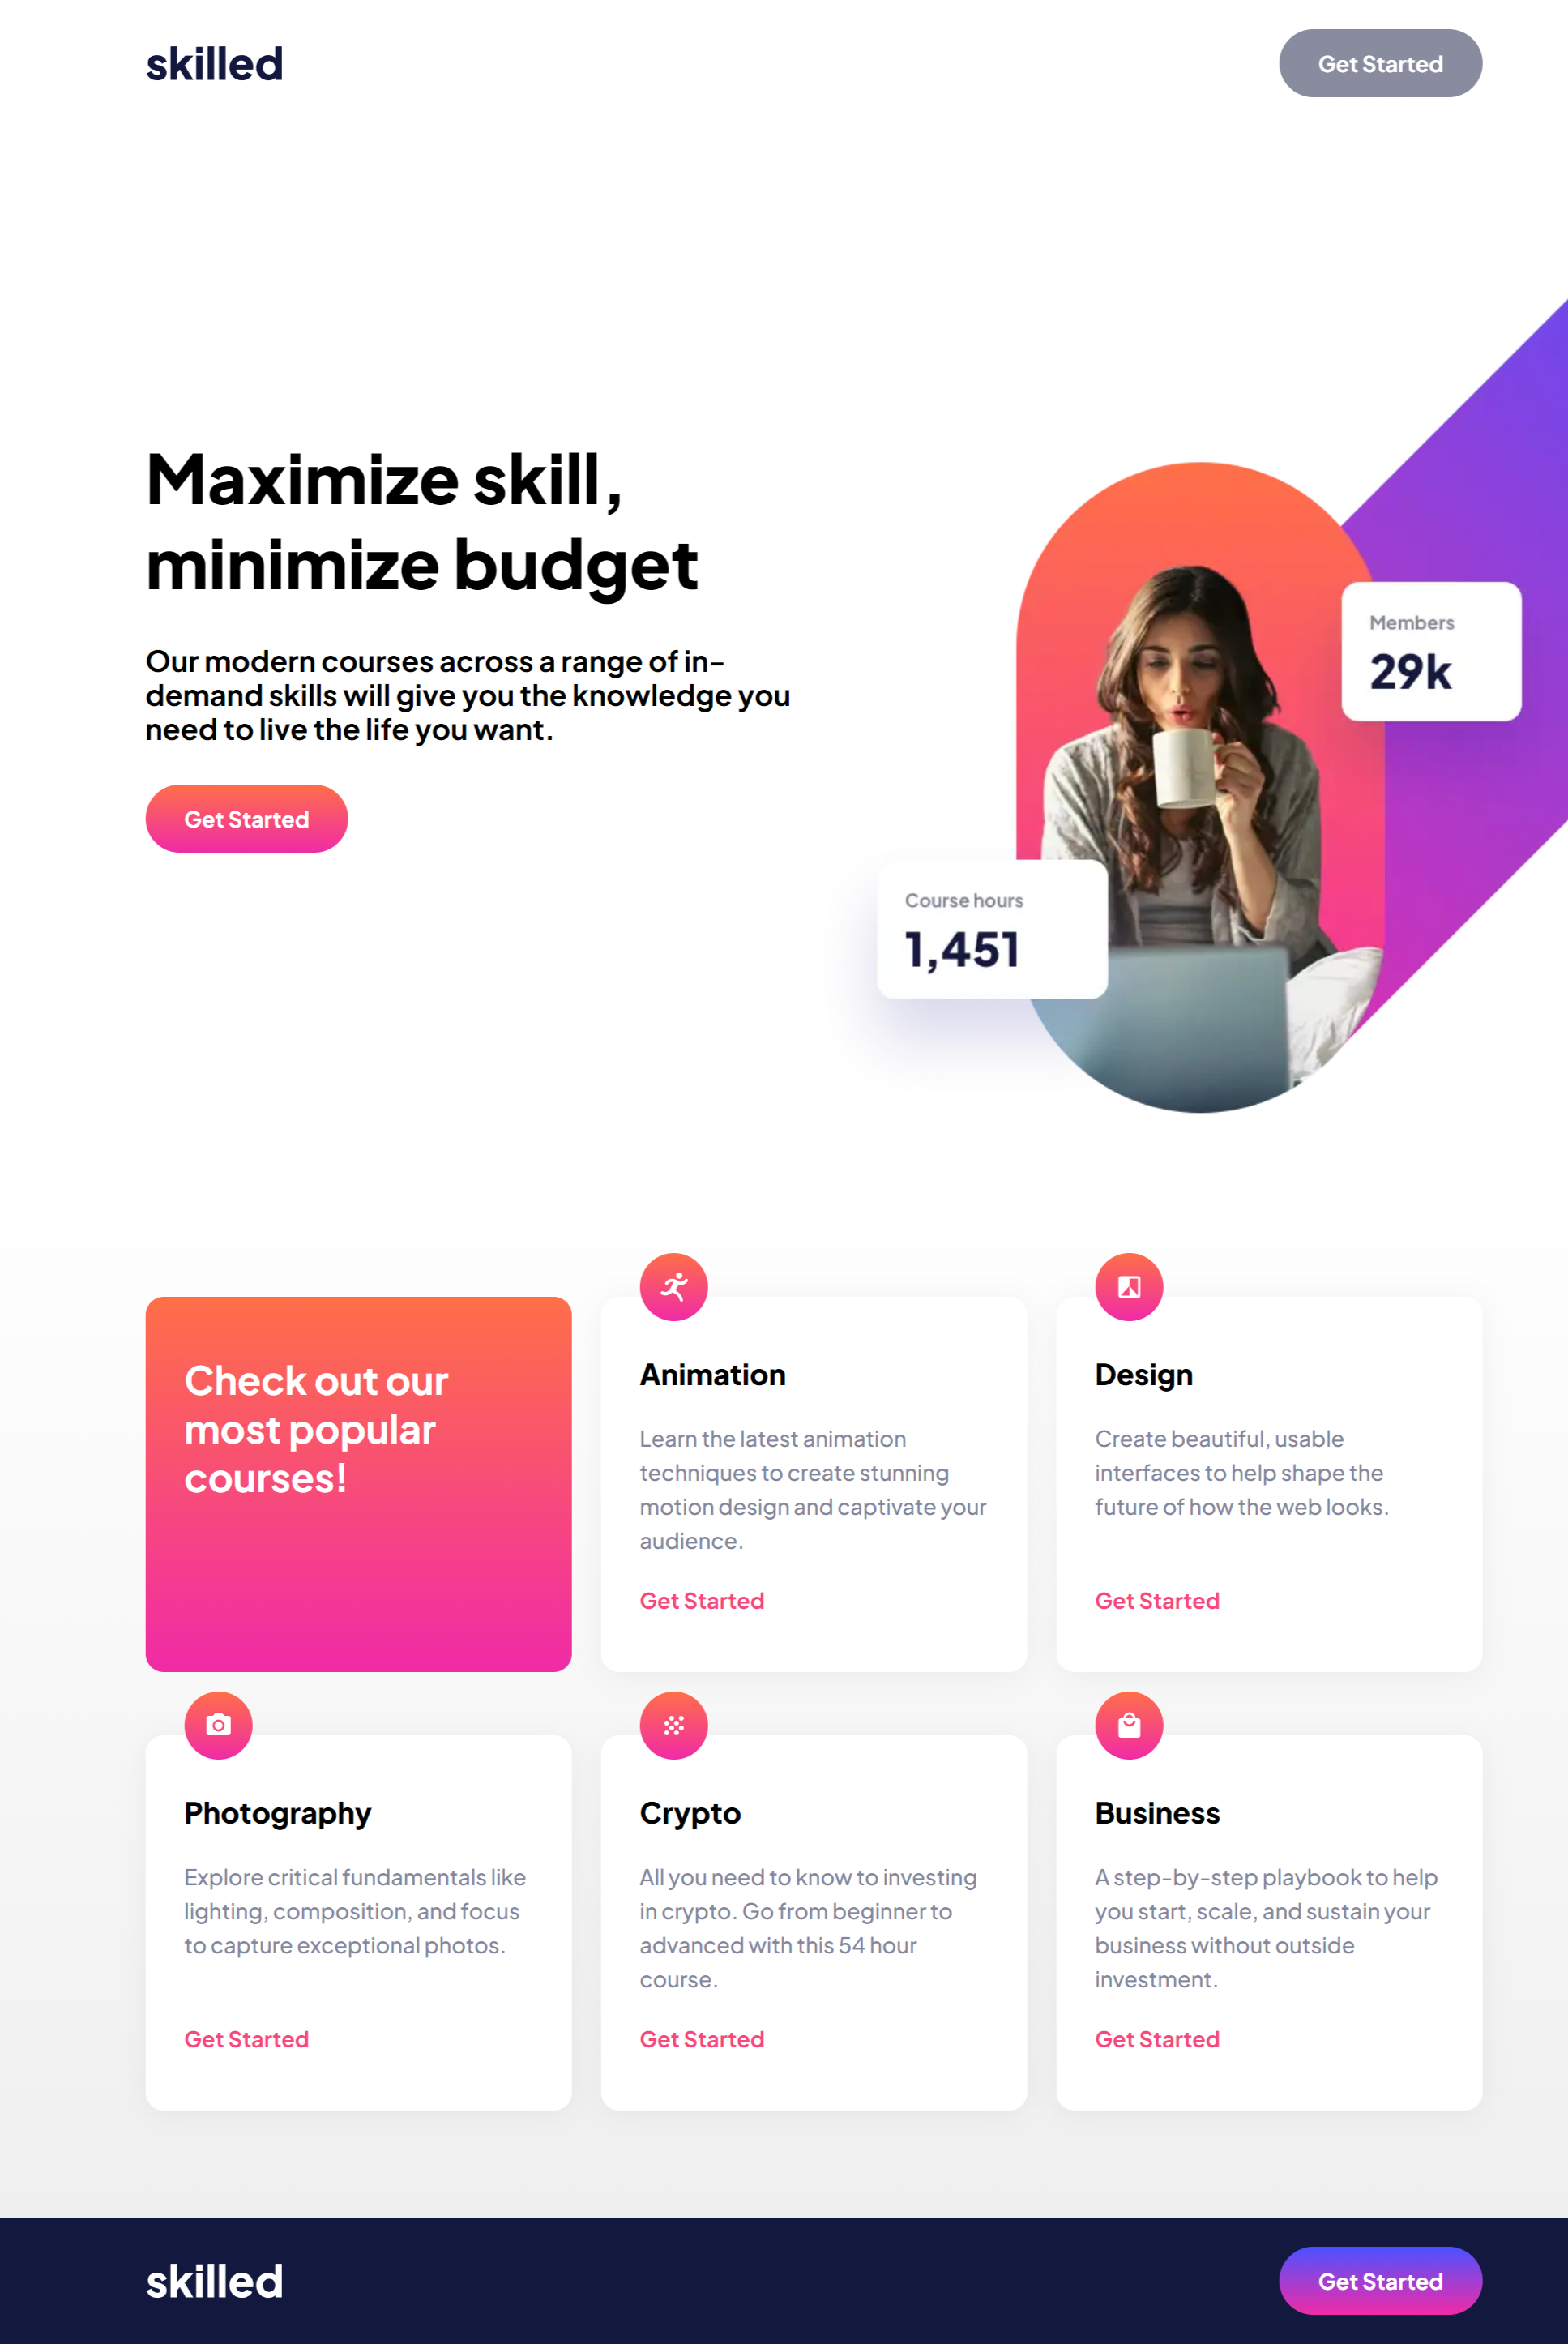 skilled
Get Started
Maximize skill,
minimize budget
Our modern courses across a range of in-
demand skills will give you the knowledge you
need to live the life you want.
Get Started
Members
29k
Course hours
1,451
Check out our
most popular
courses!
Animation
Learn the latest animation
techniques to create stunning
motion design and captivate your
audience.
Get Started
Design
Create beautiful, usable
interfaces to help shape the
future of how the web looks.
Get Started
Photography
Explore critical fundamentals like
lighting, composition, and focus
to capture exceptional photos.
Get Started
Crypto
All you need to know to investing
in crypto. Go from beginner to
advanced with this 54 hour
course.
Get Started
Business
A step-by-step playbook to help
you start, scale, and sustain your
business without outside
investment.
Get Started
skilled
Get Started